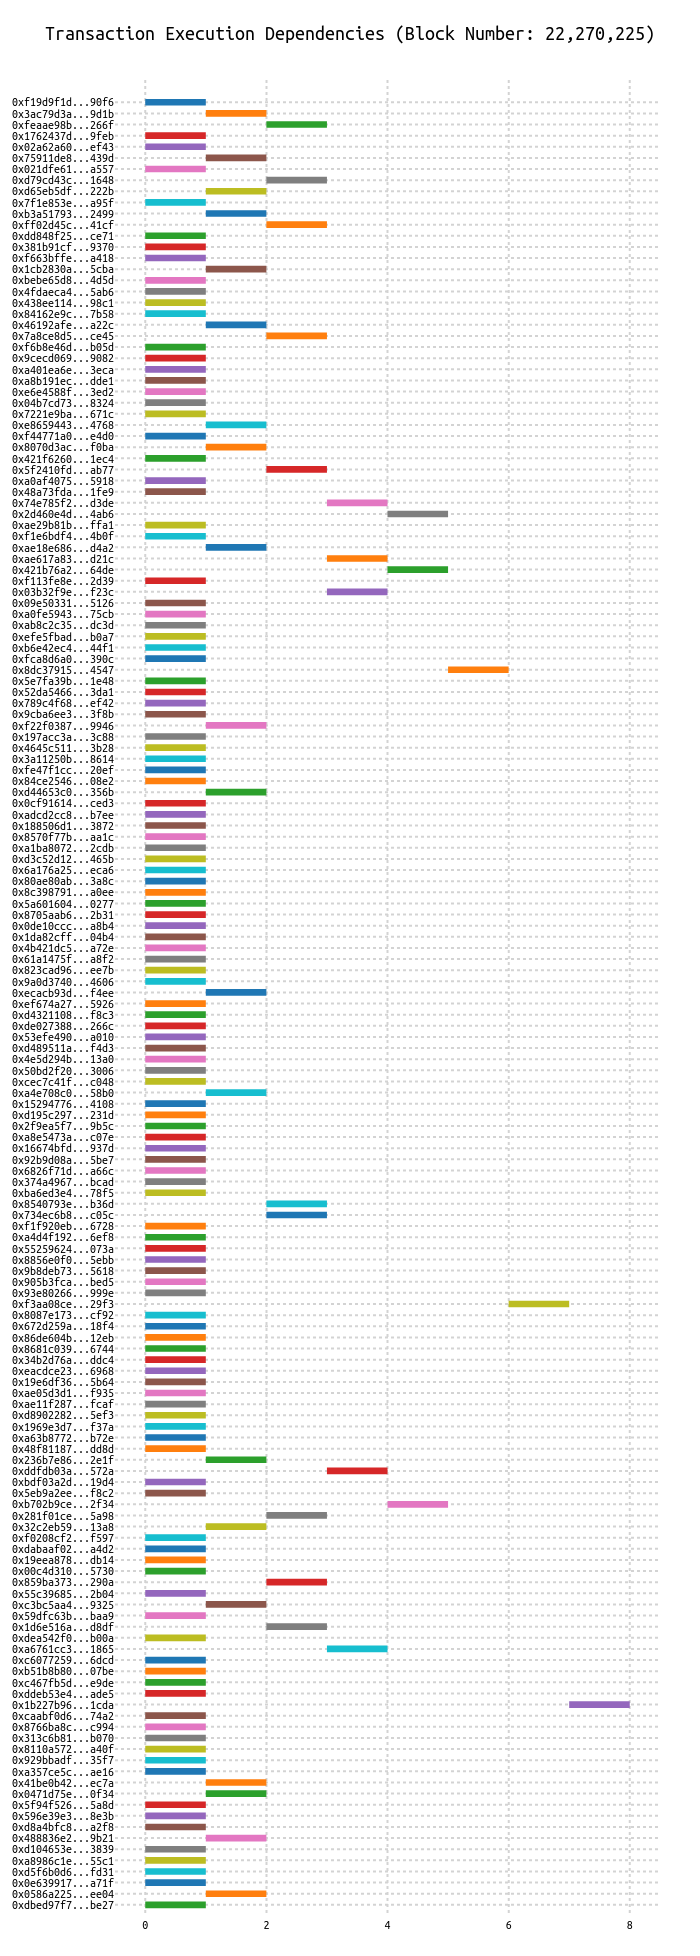 Transaction Execution Dependencies (Block Number: 22,270,225)
0xf19d9f1d...90f6
0x3ac79d3a...9d1b
0xfeaae98b...266f
0x1762437d...9feb
0x02a62a60...ef43
0x75911de8...439d
0x021dfe61...a557
0xd79cd43c...1648
0xd65eb5df...222b
0x7f1e853e...a95f
0xb3a51793...2499
0xff02d45c...41cf
0xdd848f25...ce71
0x381b91cf...9370
0xf663bffe...a418
0x1cb2830a...5cba
0xbebe65d8...4d5d
0x4fdaeca4...5ab6
0x438ee114...98c1
0x84162e9c...7b58
0x46192afe...a22c
0x7a8ce8d5...ce45
0xf6b8e46d...b05d
0x9cecd069...9082
0xa401ea6e...3eca
0xa8b191ec...dde1
0xe6e4588f...3ed2
0x04b7cd73...8324
0x7221e9ba...671c
0xe8659443...4768
0xf44771a0...e4d0
0x8070d3ac...f0ba
0x421f6260...1ec4
0x5f2410fd...ab77
0xa0af4075...5918
0x48a73fda...1fe9
0x74e785f2...d3de
0x2d460e4d...4ab6
0xae29b81b...ffa1
0xf1e6bdf4...4b0f
0xae18e686...d4a2
0xae617a83...d21c
0x421b76a2...64de
0xf113fe8e...2d39
0x03b32f9e...f23c
0x09e50331...5126
0xa0fe5943...75cb
0xab8c2c35...dc3d
0xefe5fbad...b0a7
0xb6e42ec4...44f1
0xfca8d6a0...390c
0x8dc37915...4547
0x5e7fa39b...1e48
0x52da5466...3da1
0x789c4f68...ef42
0x9cba6ee3...3f8b
0xf22f0387...9946
0x197acc3a...3c88
0x4645c511...3b28
0x3a11250b...8614
0xfe47f1cc...20ef
0x84ce2546...08e2
0xd44653c0...356b
0x0cf91614...ced3
0xadcd2cc8...b7ee
0x188506d1...3872
0x8570f77b...aa1c
0xa1ba8072...2cdb
0xd3c52d12...465b
0x6a176a25...eca6
0x80ae80ab...3a8c
0x8c398791...a0ee
0x5a601604...0277
0x8705aab6...2b31
0x0de10ccc...a8b4
0x1da82cff...04b4
0x4b421dc5...a72e
0x61a1475f...a8f2
0x823cad96...ee7b
0x9a0d3740...4606
0xecacb93d...f4ee
0xef674a27...5926
0xd4321108...f8c3
0xde027388...266c
0x53efe490...a010
0xd489511a...f4d3
0x4e5d294b...13a0
0x50bd2f20...3006
0xcec7c41f...c048
0xa4e708c0...58b0
0x15294776...4108
0xd195c297...231d
0x2f9ea5f7...9b5c
0xa8e5473a...c07e
0x16674bfd...937d
0x92b9d08a...5be7
0x6826f71d...a66c
0x374a4967...bcad
0xba6ed3e4...78f5
0x8540793e...b36d
0x734ec6b8...c05c
0xf1f920eb...6728
0xa4d4f192...6ef8
0x55259624...073a
0x8856e0f0...5ebb
0x9b8deb73...5618
0x905b3fca...bed5
0x93e80266...999e
0xf3aa08ce...29f3
0x8087e173...cf92
0x672d259a...18f4
0x86de604b...12eb
0x8681c039...6744
0x34b2d76a...ddc4
0xeacdce23...6968
0x19e6df36...5b64
0xae05d3d1...f935
0xae11f287...fcaf
0xd8902282...5ef3
0x1969e3d7...f37a
0xa63b8772...b72e
0x48f81187...dd8d
0x236b7e86...2e1f
0xddfdb03a...572a
0xbdf03a2d...19d4
0x5eb9a2ee...f8c2
0xb702b9ce...2f34
0x281f01ce...5a98
0x32c2eb59...13a8
0xf0208cf2...f597
0xdabaaf02...a4d2
0x19eea878...db14
0x00c4d310...5730
0x859ba373...290a
0x55c39685...2b04
0xc3bc5aa4...9325
0x59dfc63b...baa9
0x1d6e516a...d8df
0xdea542f0...b00a
0xa6761cc3...1865
0xc6077259...6dcd
0xb51b8b80...07be
0xc467fb5d...e9de
0xddeb53e4...ade5
0x1b227b96...1cda
0xcaabf0d6...74a2
0x8766ba8c...c994
0x313c6b81...b070
0x8110a572...a40f
0x929bbadf...35f7
0xa357ce5c...ae16
0x41be0b42...ec7a
0x0471d75e...0f34
0x5f94f526...5a8d
0x596e39e3...8e3b
0xd8a4bfc8...a2f8
0x488836e2...9b21
0xd104653e...3839
0xa8986c1e...55c1
0xd5f6b0d6...fd31
0x0e639917...a71f
0x0586a225...ee04
0xdbed97f7...be27
0 2 4 6 8